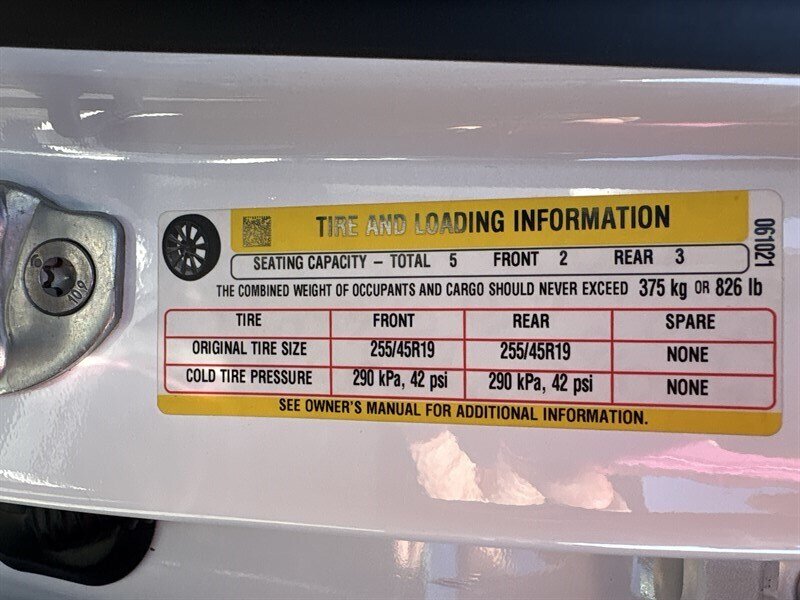 TIRE AND LOADING INFORMATION
061021
SEATING CAPACITY – TOTAL 5 FRONT 2 REAR 3
THE COMBINED WEIGHT OF OCCUPANTS AND CARGO SHOULD NEVER EXCEED 375 kg OR 826 lb
TIRE FRONT REAR SPARE
ORIGINAL TIRE SIZE 255/45R19 255/45R19 NONE
COLD TIRE PRESSURE 290 kPa, 42 psi 290 kPa, 42 psi NONE
SEE OWNER'S MANUAL FOR ADDITIONAL INFORMATION.
10.9